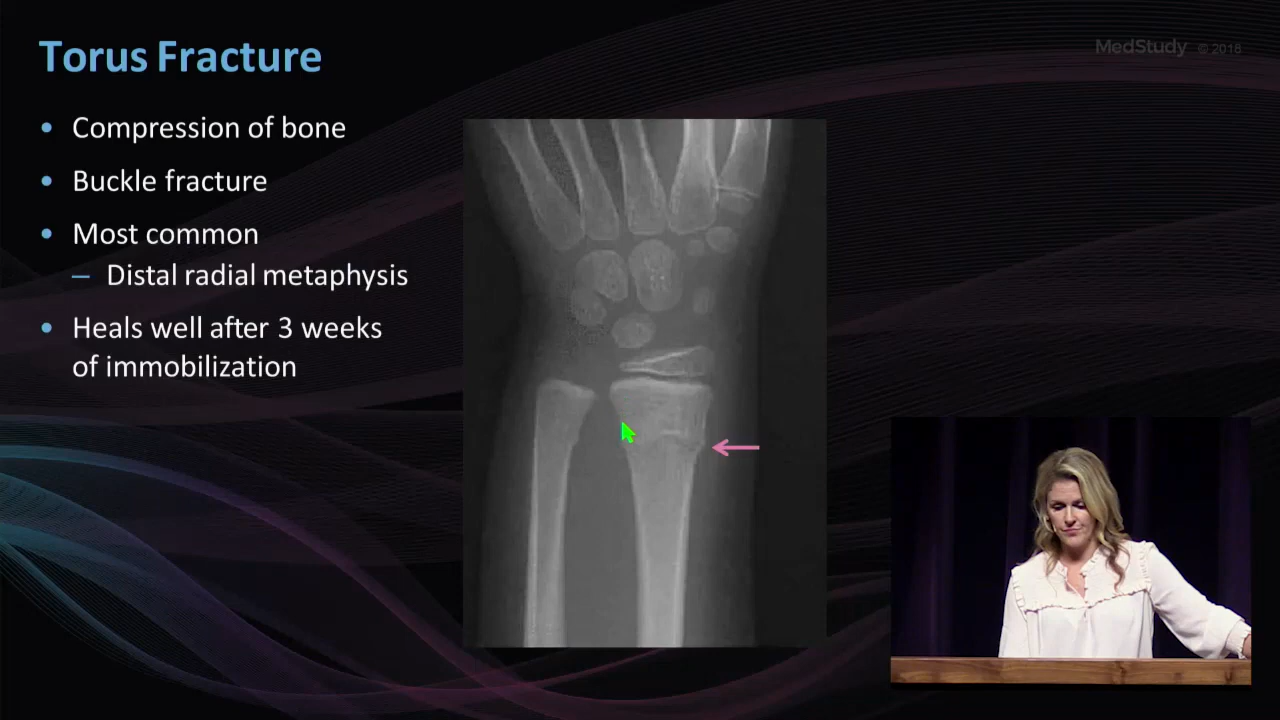 Torus Fracture
MedStudy © 2018
• Compression of bone
• Buckle fracture
• Most common
– Distal radial metaphysis
• Heals well after 3 weeks
of immobilization